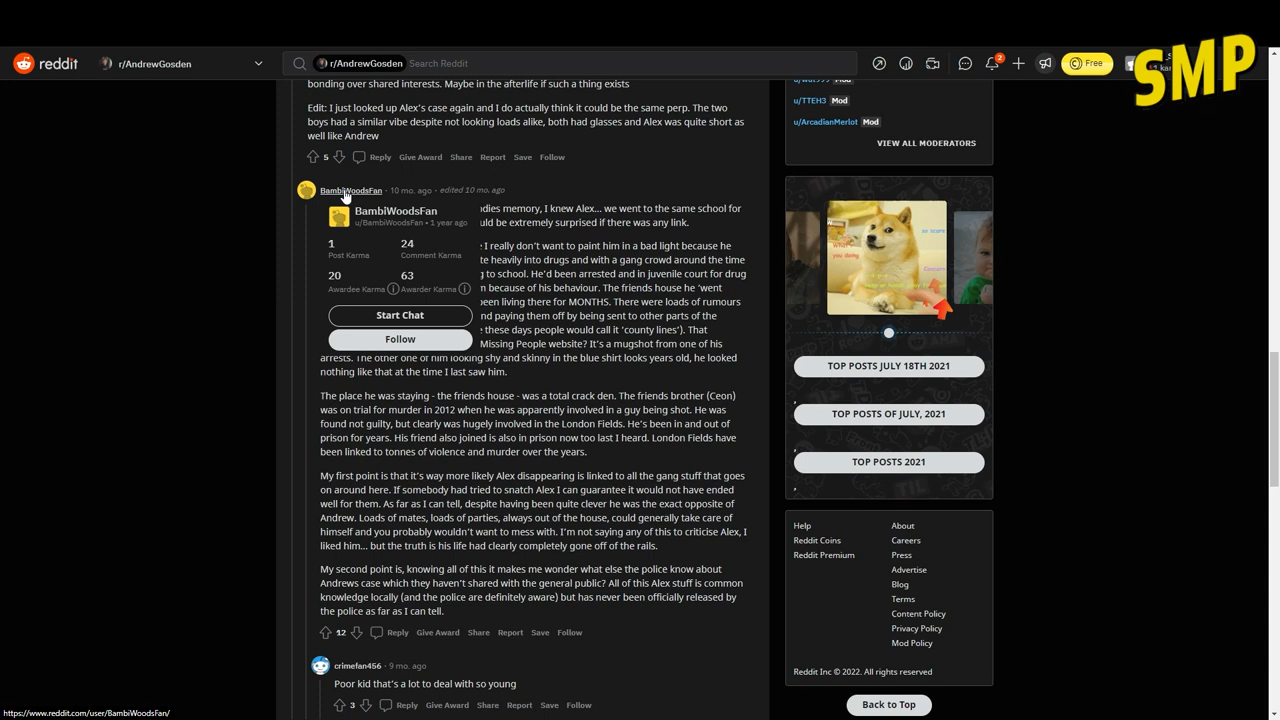 SMP
reddit
r/AndrewGosden
r/AndrewGosden Search Reddit
2
Free
bonding over shared interests. Maybe in the afterlife if such a thing exists
Edit: I just looked up Alex's case again and I do actually think it could be the same perp. The two
boys had a similar vibe despite not looking loads alike, both had glasses and Alex was quite short as
well like Andrew
5 Reply Give Award Share Report Save Follow
BambiWoodsFan · 10 mo. ago · edited 10 mo. ago
dies memory, I knew Alex... we went to the same school for
uld be extremely surprised if there was any link.
e I really don't want to paint him in a bad light because he
te heavily into drugs and with a gang crowd around the time
g to school. He'd been arrested and in juvenile court for drug
m because of his behaviour. The friends house he 'went
been living there for MONTHS. There were loads of rumours
nd paying them off by being sent to other parts of the
e these days people would call it 'county lines'). That
Missing People website? It's a mugshot from one of his
BambiWoodsFan
u/BambiWoodsFan • 1 year ago
1 24
Post Karma Comment Karma
20 63
Awardee Karma Awarder Karma
Start Chat
Follow
arrests. The other one of him looking shy and skinny in the blue shirt looks years old, he looked
nothing like that at the time I last saw him.
The place he was staying - the friends house - was a total crack den. The friends brother (Ceon)
was on trial for murder in 2012 when he was apparently involved in a guy being shot. He was
found not guilty, but clearly was hugely involved in the London Fields. He's been in and out of
prison for years. His friend also joined is also in prison now too last I heard. London Fields have
been linked to tonnes of violence and murder over the years.
My first point is that it's way more likely Alex disappearing is linked to all the gang stuff that goes
on around here. If somebody had tried to snatch Alex I can guarantee it would not have ended
well for them. As far as I can tell, despite having been quite clever he was the exact opposite of
Andrew. Loads of mates, loads of parties, always out of the house, could generally take care of
himself and you probably wouldn't want to mess with. I'm not saying any of this to criticise Alex, I
liked him... but the truth is his life had clearly completely gone off of the rails.
My second point is, knowing all of this it makes me wonder what else the police know about
Andrews case which they haven't shared with the general public? All of this Alex stuff is common
knowledge locally (and the police are definitely aware) but has never been officially released by
the police as far as I can tell.
12 Reply Give Award Share Report Save Follow
crimefan456 · 9 mo. ago
Poor kid that's a lot to deal with so young
3 Reply Give Award Share Report Save Follow
u/TTEH3 Mod
u/ArcadianMerlot Mod
VIEW ALL MODERATORS
TOP POSTS JULY 18TH 2021
,
TOP POSTS OF JULY, 2021
,
TOP POSTS 2021
,
Help About
Reddit Coins Careers
Reddit Premium Press
Advertise
Blog
Terms
Content Policy
Privacy Policy
Mod Policy
Reddit Inc © 2022. All rights reserved
Back to Top
https://www.reddit.com/user/BambiWoodsFan/